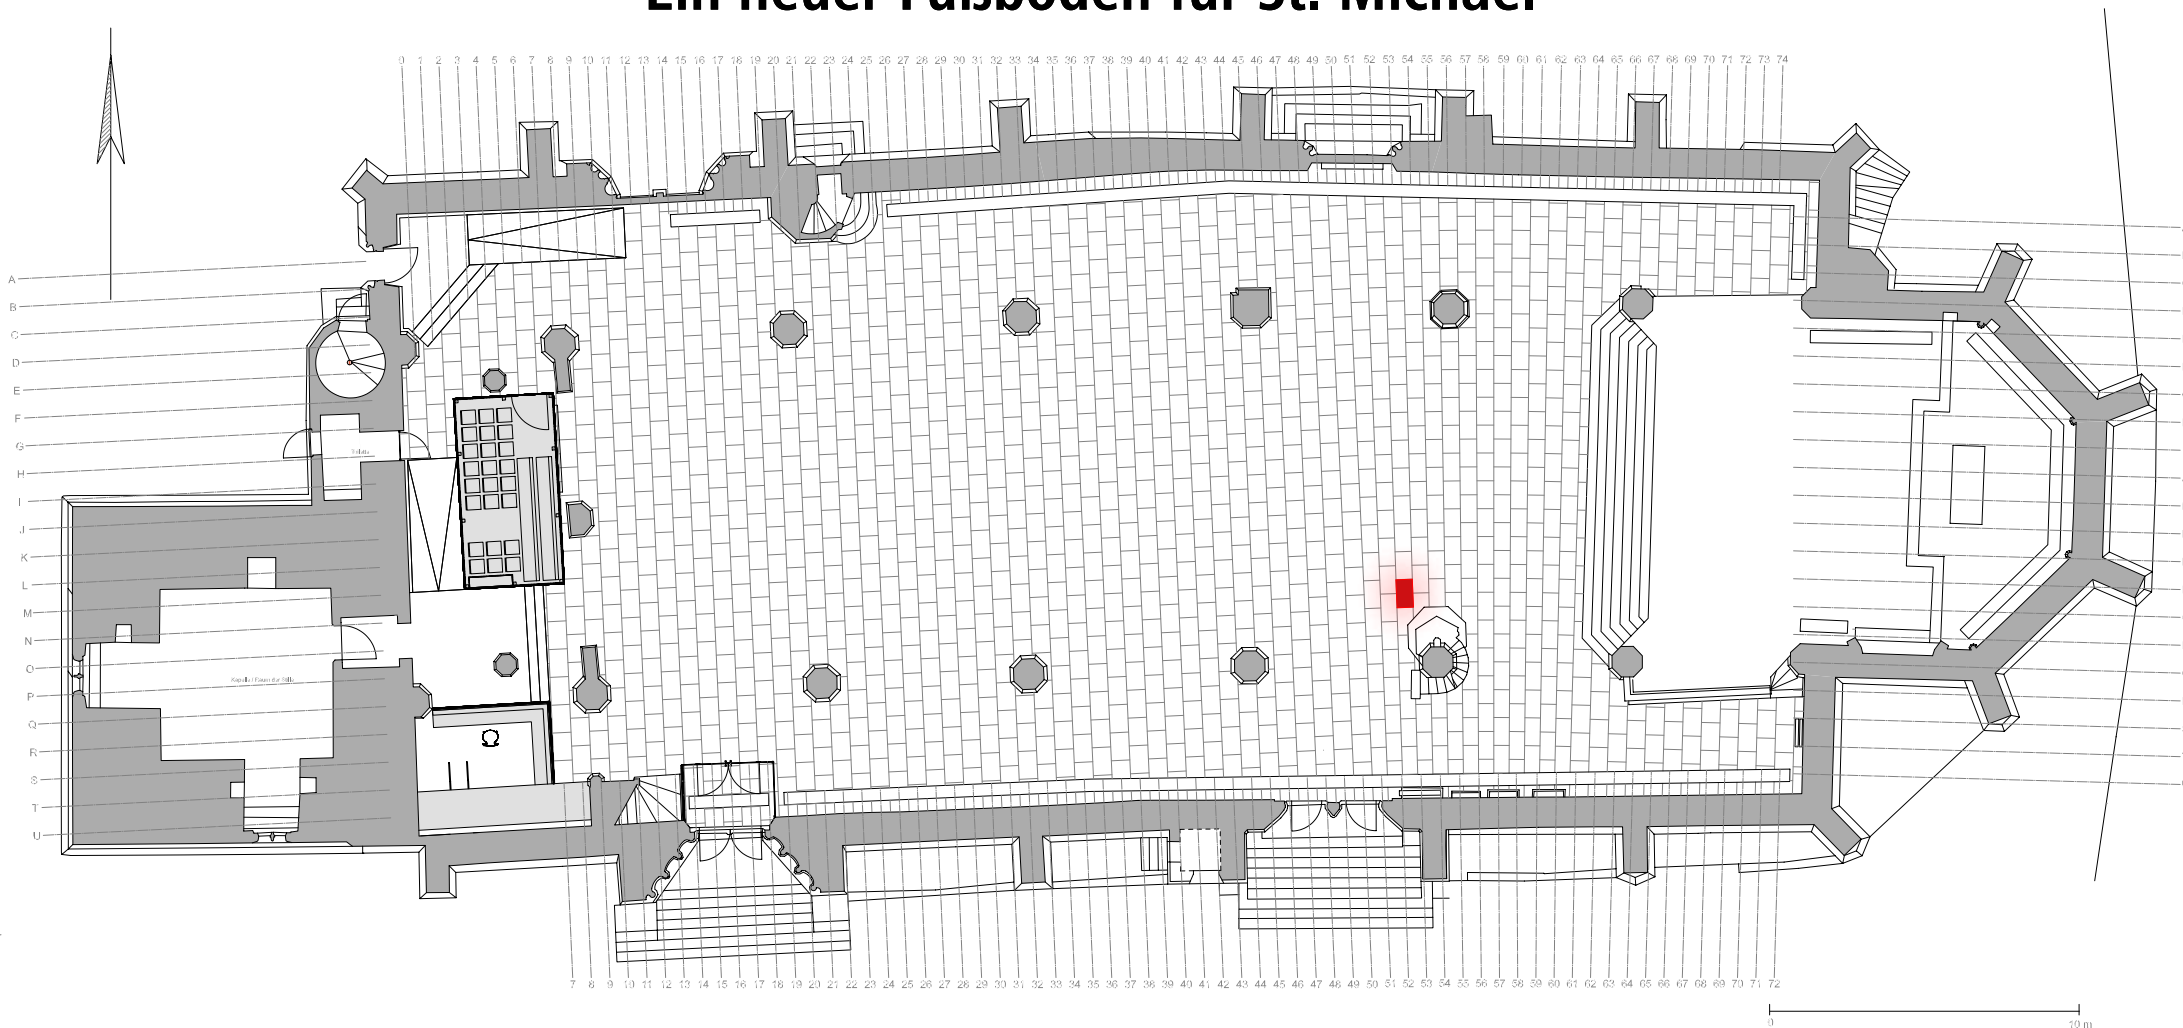 Ein neuer Fußboden für St. Michael
0 1 2 3 4 5 6 7 8 9 10 11 12 13 14 15 16 17 18 19 20 21 22 23 24 25 26 27 28 29 30 31 32 33 34 35 36 37 38 39 40 41 42 43 44 45 46 47 48 49 50 51 52 53 54 55 56 57 58 59 60 61 62 63 64 65 66 67 68 69 70 71 72 73 74
A
B
C
D
E
F
G
H
I
J
K
L
M
N
O
P
Q
R
S
T
U
7 8 9 10 11 12 13 14 15 16 17 18 19 20 21 22 23 24 25 26 27 28 29 30 31 32 33 34 35 36 37 38 39 40 41 42 43 44 45 46 47 48 49 50 51 52 53 54 55 56 57 58 59 60 61 62 63 64 65 66 67 68 69 70 71 72
0 10 m